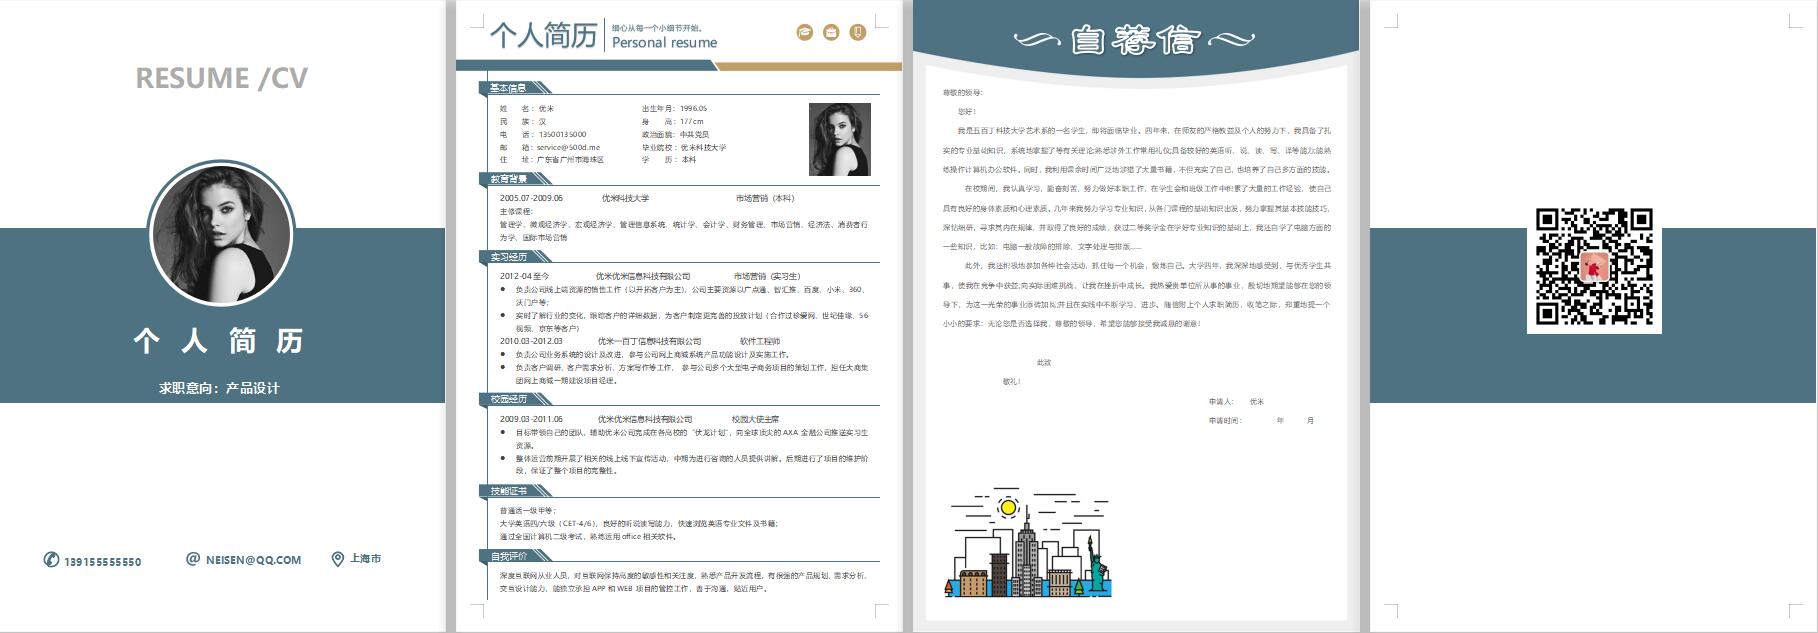 RESUME /CV
个人简历
求职意向：产品设计
139155555550
NEISEN@QQ.COM
上海市
个人简历
细心从每一个小细节开始。
Personal resume
基本信息
姓 名：优米 出生年月：1996.05
民 族：汉 身 高：177cm
电 话：13500135000 政治面貌：中共党员
邮 箱：service@500d.me 毕业院校：优米科技大学
住 址：广东省广州市海珠区 学 历：本科
教育背景
2005.07-2009.06 优米科技大学 市场营销（本科）
主修课程：
管理学、微观经济学、宏观经济学、管理信息系统、统计学、会计学、财务管理、市场营销、经济法、消费者行
为学、国际市场营销
实习经历
2012-04 至今 优米优米信息科技有限公司 市场营销（实习生）
● 负责公司线上端资源的销售工作（以开拓客户为主），公司主要资源以广点通、智汇推、百度、小米、360、
沃门户等；
● 实时了解行业的变化，跟踪客户的详细数据，为客户制定更完善的投放计划（合作过珍爱网、世纪佳缘、56
视频、京东等客户）
2010.03-2012.03 优米一百丁信息科技有限公司 软件工程师
● 负责公司业务系统的设计及改进，参与公司网上商城系统产品功能设计及实施工作。
● 负责客户调研、客户需求分析、方案写作等工作， 参与公司多个大型电子商务项目的策划工作，担任大商集
团网上商城一期建设项目经理。
校园经历
2009.03-2011.06 优米优米信息科技有限公司 校园大使主席
● 目标带领自己的团队，辅助优米公司完成在各高校的“伏龙计划”，向全球顶尖的 AXA 金融公司推送实习生
资源。
● 整体运营前期开展了相关的线上线下宣传活动，中期为进行咨询的人员提供讲解。后期进行了项目的维护阶
段，保证了整个项目的完整性。
技能证书
普通话一级甲等；
大学英语四/六级（CET-4/6），良好的听说读写能力，快速浏览英语专业文件及书籍；
通过全国计算机二级考试，熟练运用 office 相关软件。
自我评价
深度互联网从业人员，对互联网保持高度的敏感性和关注度，熟悉产品开发流程，有很强的产品规划、需求分析、
交互设计能力，能独立承担 APP 和 WEB 项目的管控工作，善于沟通，贴近用户。
自荐信
尊敬的领导：
您好！
我是五百丁科技大学艺术系的一名学生，即将面临毕业。四年来，在师友的严格教益及个人的努力下，我具备了扎
实的专业基础知识，系统地掌握了等有关理论;熟悉涉外工作常用礼仪;具备较好的英语听、说、读、写、译等能力;能熟
练操作计算机办公软件。同时，我利用课余时间广泛地涉猎了大量书籍，不但充实了自己，也培养了自己多方面的技能。
在校期间，我认真学习，勤奋刻苦，努力做好本职工作，在学生会和班级工作中积累了大量的工作经验，使自己
具有良好的身体素质和心理素质。几年来我努力学习专业知识，从各门课程的基础知识出发，努力掌握其基本技能技巧，
深钻细研，寻求其内在规律，并取得了良好的成绩，获过二等奖学金在学好专业知识的基础上，我还自学了电脑方面的
一些知识，比如：电脑一般故障的排除、文字处理与排版......
此外，我还积极地参加各种社会活动，抓住每一个机会，锻炼自己。大学四年，我深深地感受到，与优秀学生共
事，使我在竞争中获益;向实际困难挑战，让我在挫折中成长。我热爱贵单位所从事的事业，殷切地期望能够在您的领
导下，为这一光荣的事业添砖加瓦;并且在实践中不断学习、进步。随信附上个人求职简历，收笔之际，郑重地提一个
小小的要求：无论您是否选择我，尊敬的领导，希望您能够接受我诚恳的谢意！
此致
敬礼！
申请人： 优米
申请时间： 年 月